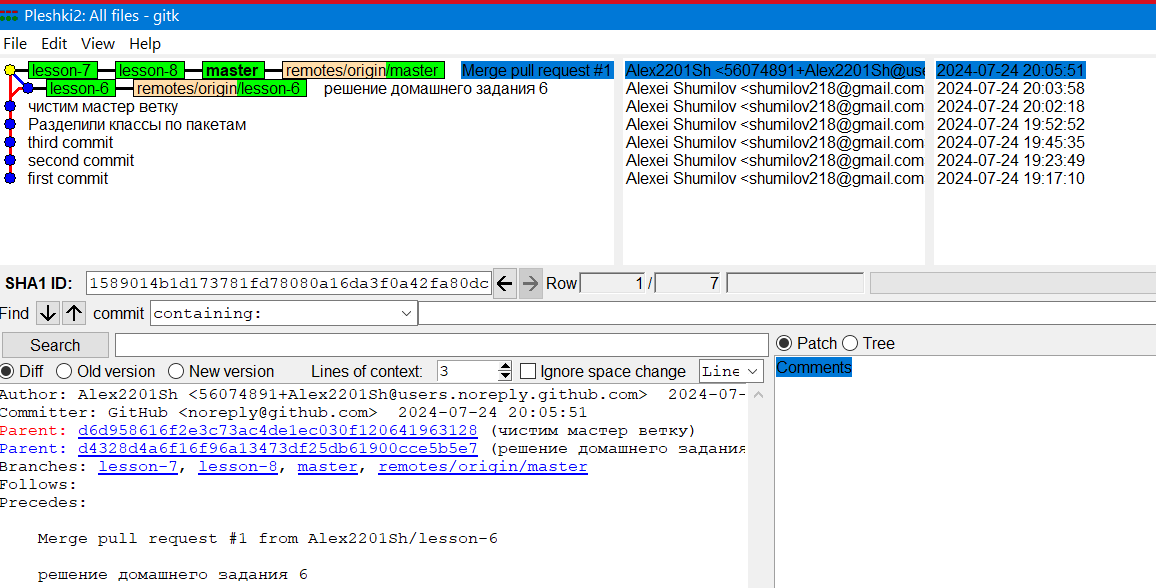 Pleshki2: All files - gitk
File Edit View Help
lesson-7 lesson-8 master remotes/origin/master Merge pull request #1 Alex2201Sh <56074891+Alex2201Sh@use 2024-07-24 20:05:51
lesson-6 remotes/origin/lesson-6 решение домашнего задания 6 Alexei Shumilov <shumilov218@gmail.com 2024-07-24 20:03:58
чистим мастер ветку Alexei Shumilov <shumilov218@gmail.com 2024-07-24 20:02:18
Разделили классы по пакетам Alexei Shumilov <shumilov218@gmail.com 2024-07-24 19:52:52
third commit Alexei Shumilov <shumilov218@gmail.com 2024-07-24 19:45:35
second commit Alexei Shumilov <shumilov218@gmail.com 2024-07-24 19:23:49
first commit Alexei Shumilov <shumilov218@gmail.com 2024-07-24 19:17:10
SHA1 ID: 1589014b1d173781fd78080a16da3f0a42fa80dc Row 1 / 7
Find commit containing:
Search Patch Tree
Diff Old version New version Lines of context: 3 Ignore space change Line
Comments
Author: Alex2201Sh <56074891+Alex2201Sh@users.noreply.github.com> 2024-07-
Committer: GitHub <noreply@github.com> 2024-07-24 20:05:51
Parent: d6d958616f2e3c73ac4de1ec030f120641963128 (чистим мастер ветку)
Parent: d4328d4a6f16f96a13473df25db61900cce5b5e7 (решение домашнего задания
Branches: lesson-7, lesson-8, master, remotes/origin/master
Follows:
Precedes:
Merge pull request #1 from Alex2201Sh/lesson-6
решение домашнего задания 6